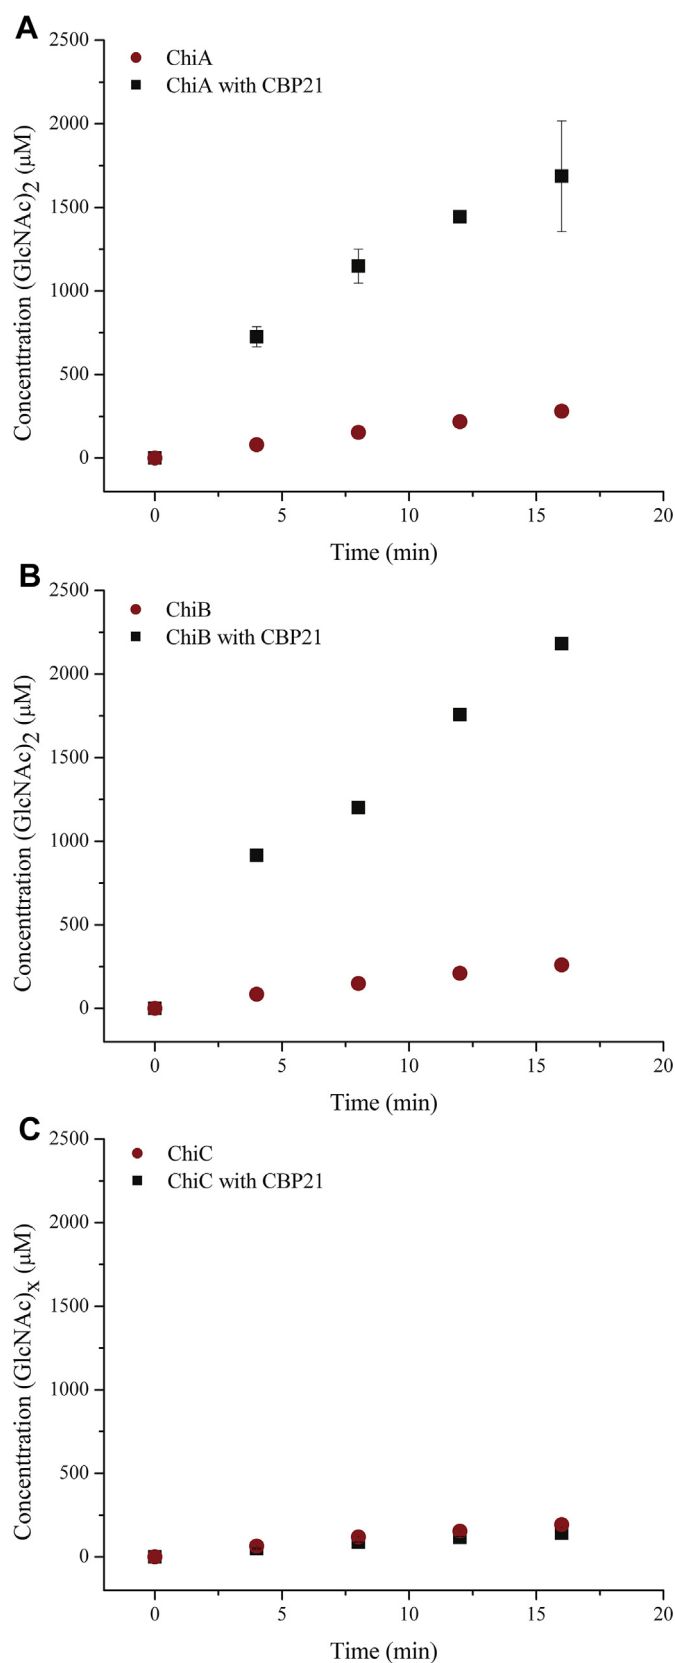 A
2500
2000
1500
1000
500
0
Concenttration (GlcNAc)2 (μM)
ChiA
ChiA with CBP21
0 5 10 15 20
Time (min)
B
2500
2000
1500
1000
500
0
Concenttration (GlcNAc)2 (μM)
ChiB
ChiB with CBP21
0 5 10 15 20
Time (min)
C
2500
2000
1500
1000
500
0
Concenttration (GlcNAc)x (μM)
ChiC
ChiC with CBP21
0 5 10 15 20
Time (min)